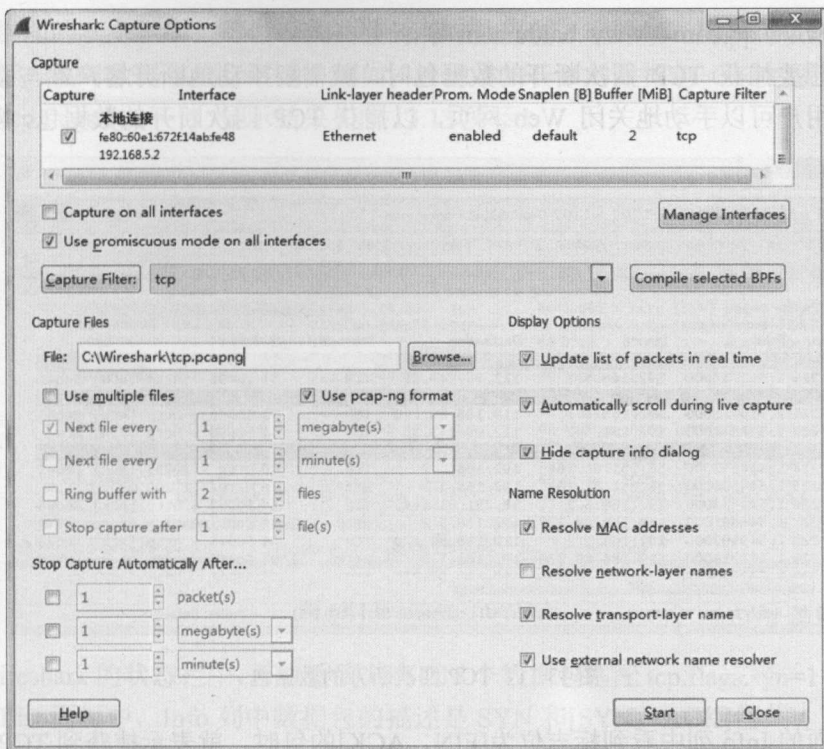 Wireshark: Capture Options
Capture
Capture Interface Link-layer header Prom. Mode Snaplen [B] Buffer [MiB] Capture Filter
本地连接
fe80::60e1:672f:14ab:fe48 Ethernet enabled default 2 tcp
192.168.5.2
Capture on all interfaces
Manage Interfaces
Use promiscuous mode on all interfaces
Capture Filter: tcp Compile selected BPFs
Capture Files
File: C:\Wireshark\tcp.pcapng Browse...
Use multiple files Use pcap-ng format
Next file every 1 megabyte(s)
Next file every 1 minute(s)
Ring buffer with 2 files
Stop capture after 1 file(s)
Stop Capture Automatically After...
1 packet(s)
1 megabyte(s)
1 minute(s)
Display Options
Update list of packets in real time
Automatically scroll during live capture
Hide capture info dialog
Name Resolution
Resolve MAC addresses
Resolve network-layer names
Resolve transport-layer name
Use external network name resolver
Help Start Close